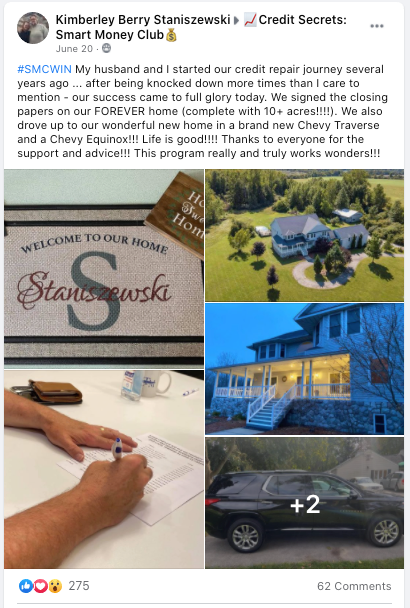 Kimberley Berry Staniszewski ▸ 📈Credit Secrets:
Smart Money Club💰
June 20 ·
#SMCWIN My husband and I started our credit repair journey several
years ago ... after being knocked down more times than I care to
mention - our success came to full glory today. We signed the closing
papers on our FOREVER home (complete with 10+ acres!!!!). We also
drove up to our wonderful new home in a brand new Chevy Traverse
and a Chevy Equinox!!! Life is good!!!! Thanks to everyone for the
support and advice!!! This program really and truly works wonders!!!
Home
WELCOME TO OUR HOME
S
Staniszewski
+2
275
62 Comments